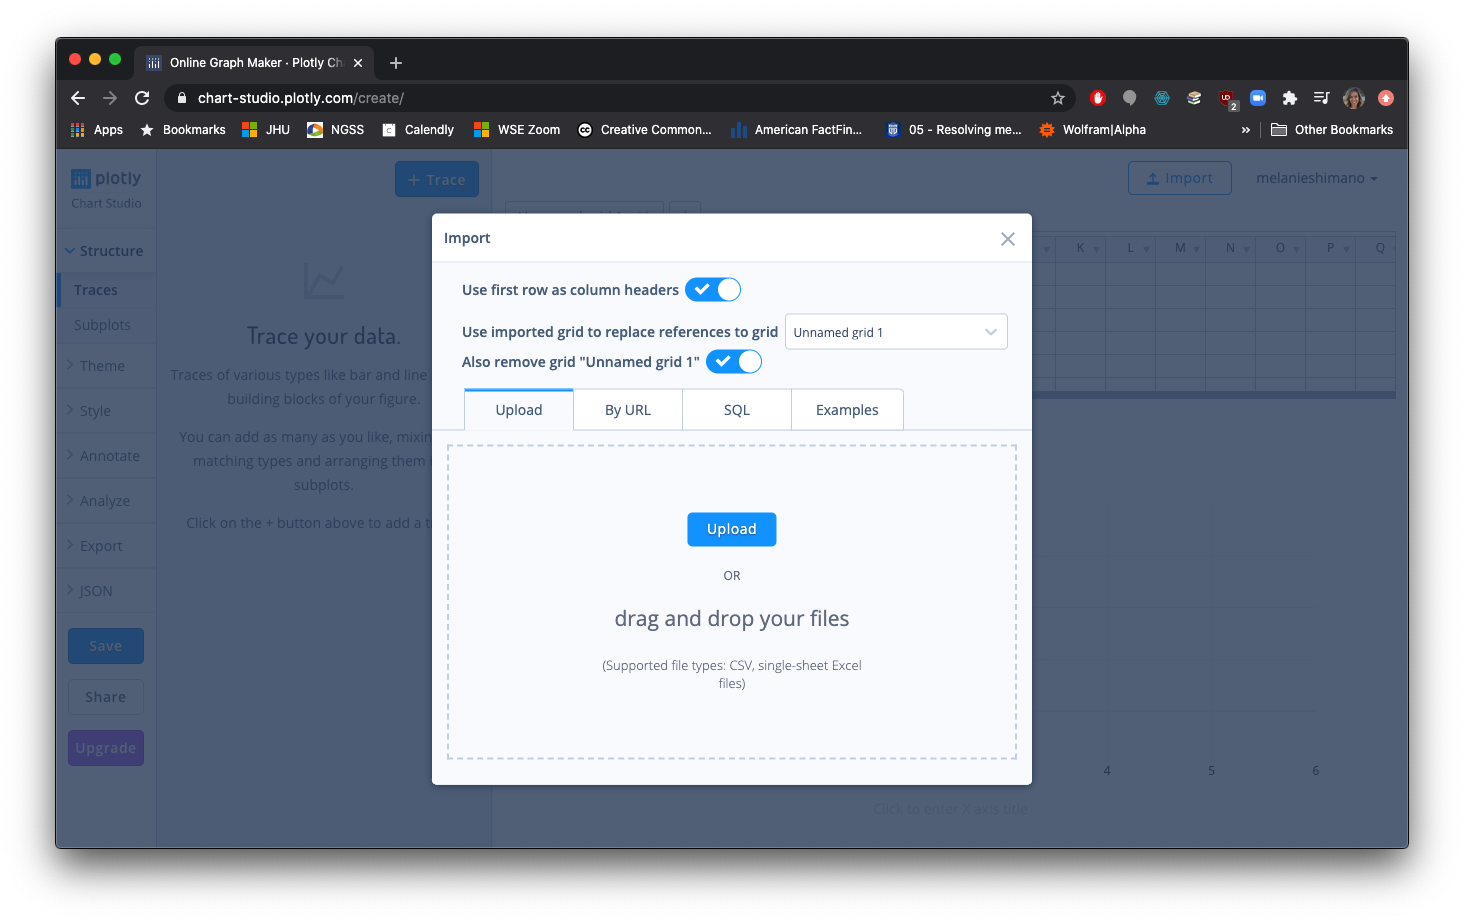 Online Graph Maker · Plotly Ch
chart-studio.plotly.com/create/
2
Apps
Bookmarks
JHU
NGSS
Calendly
WSE Zoom
Creative Common...
American FactFin...
05 - Resolving me...
Wolfram|Alpha
»
Other Bookmarks
plotly
Chart Studio
+ Trace
Import
melanieshimano
Structure
Traces
Subplots
Theme
Style
Annotate
Analyze
Export
JSON
Save
Share
Upgrade
Trace your data.
Traces of various types like bar and line
building blocks of your figure.
You can add as many as you like, mixin
matching types and arranging them i
subplots.
Click on the + button above to add a t
K L M N O P Q
Import
Use first row as column headers
Use imported grid to replace references to grid
Unnamed grid 1
Also remove grid "Unnamed grid 1"
Upload
By URL
SQL
Examples
Upload
OR
drag and drop your files
(Supported file types: CSV, single-sheet Excel
files)
4 5 6
Click to enter X axis title